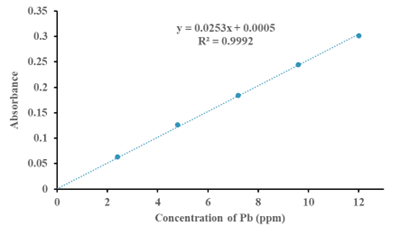 0.35
y = 0.0253x + 0.0005
R² = 0.9992
0.3
0.25
0.2
0.15
0.1
0.05
0
Absorbance
0 2 4 6 8 10 12
Concentration of Pb (ppm)